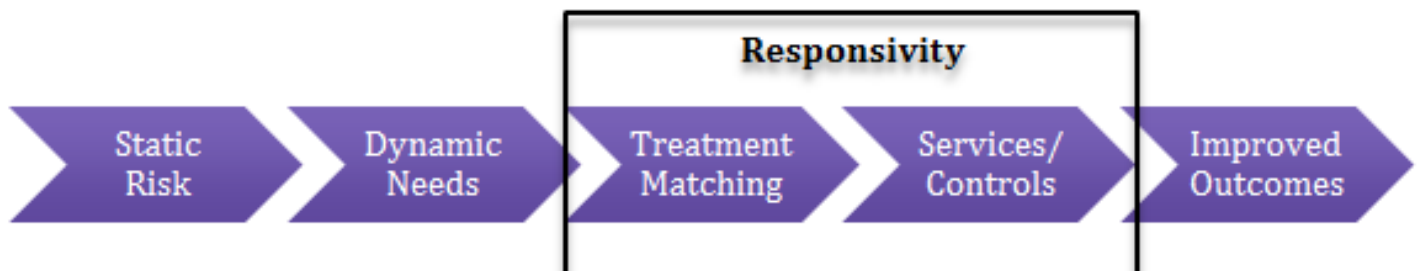 Responsivity
Static
Risk
Dynamic
Needs
Treatment
Matching
Services/
Controls
Improved
Outcomes